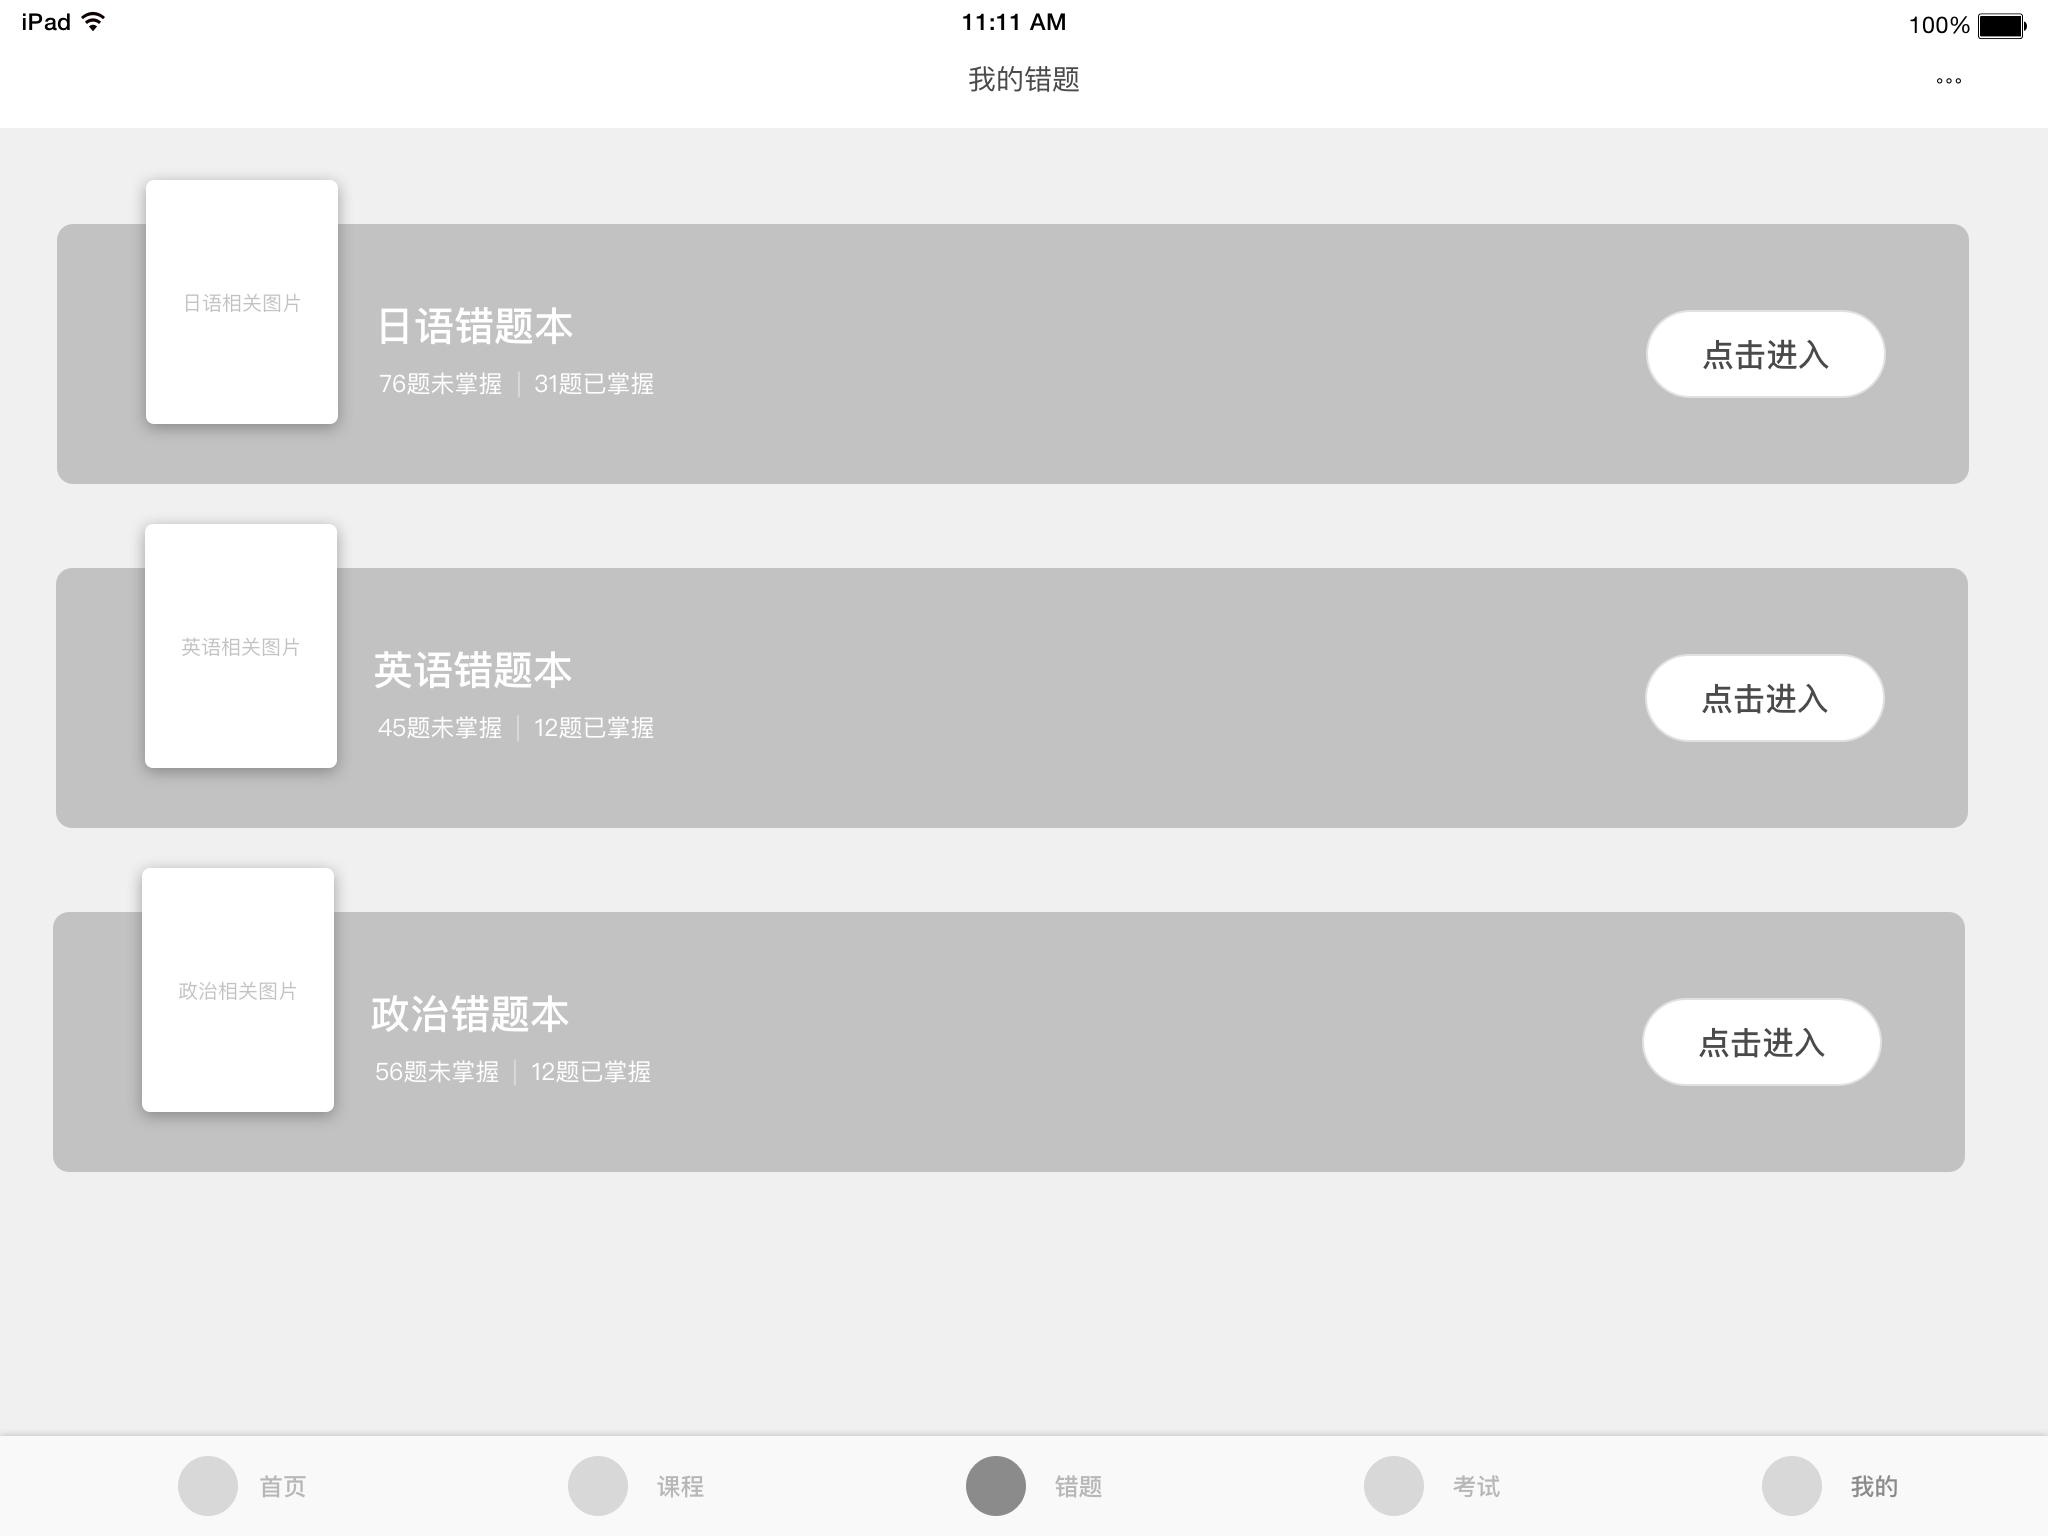 iPad
11:11 AM
100%
我的错题
日语相关图片
日语错题本
76题未掌握 | 31题已掌握
点击进入
英语相关图片
英语错题本
45题未掌握 | 12题已掌握
点击进入
政治相关图片
政治错题本
56题未掌握 | 12题已掌握
点击进入
首页
课程
错题
考试
我的